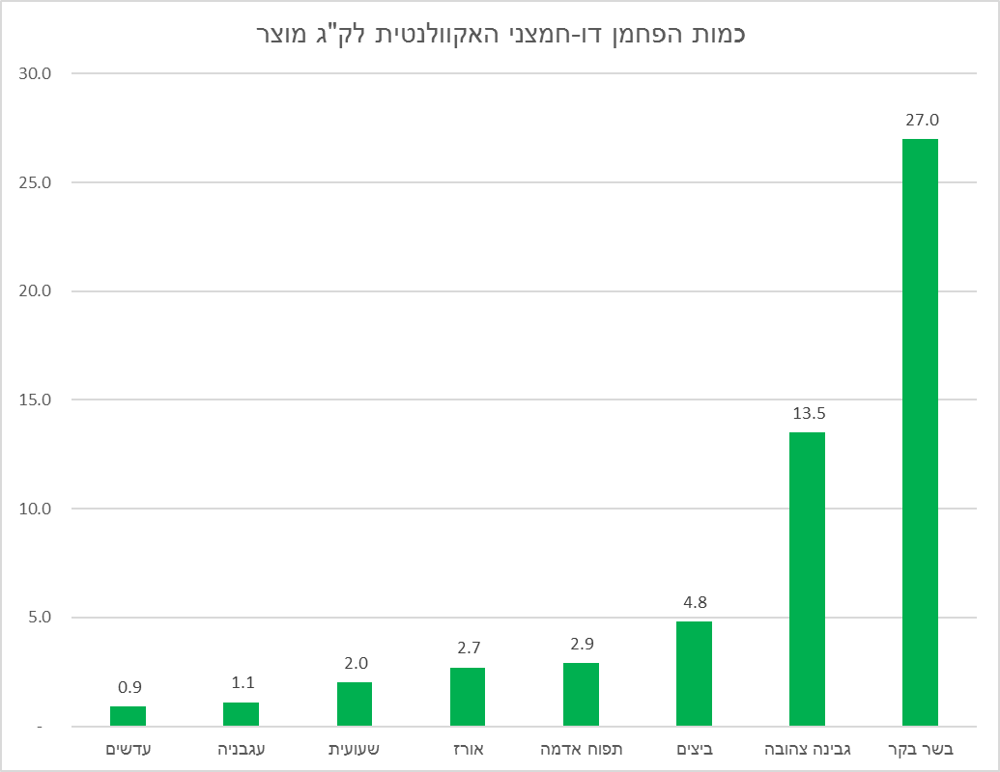 כמות הפחמן דו-חמצני האקוולנטית לק"ג מוצר
30.0
25.0
20.0
15.0
10.0
5.0
-
0.9
1.1
2.0
2.7
2.9
4.8
13.5
27.0
עדשים
עגבניה
שעועית
אורז
תפוח אדמה
ביצים
גבינה צהובה
בשר בקר